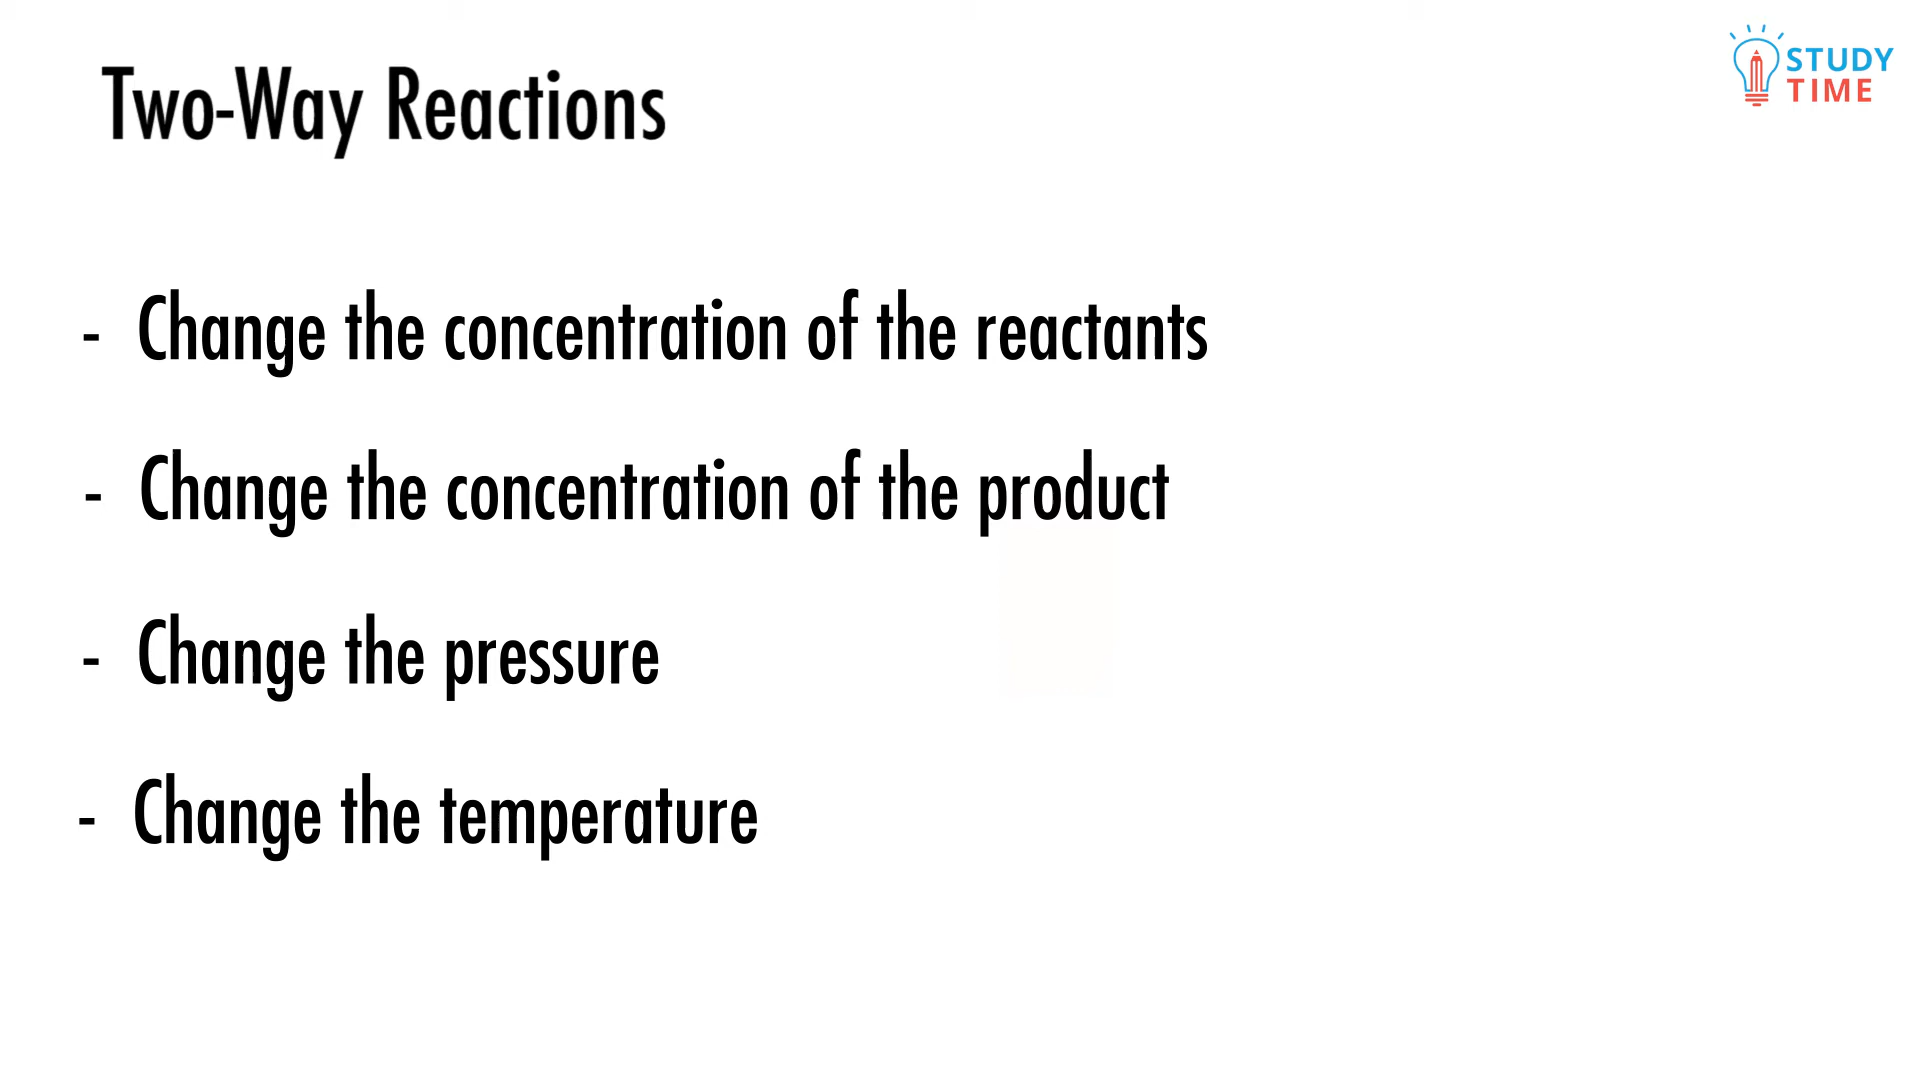 Two-Way Reactions
STUDY
TIME
- Change the concentration of the reactants
- Change the concentration of the product
- Change the pressure
- Change the temperature